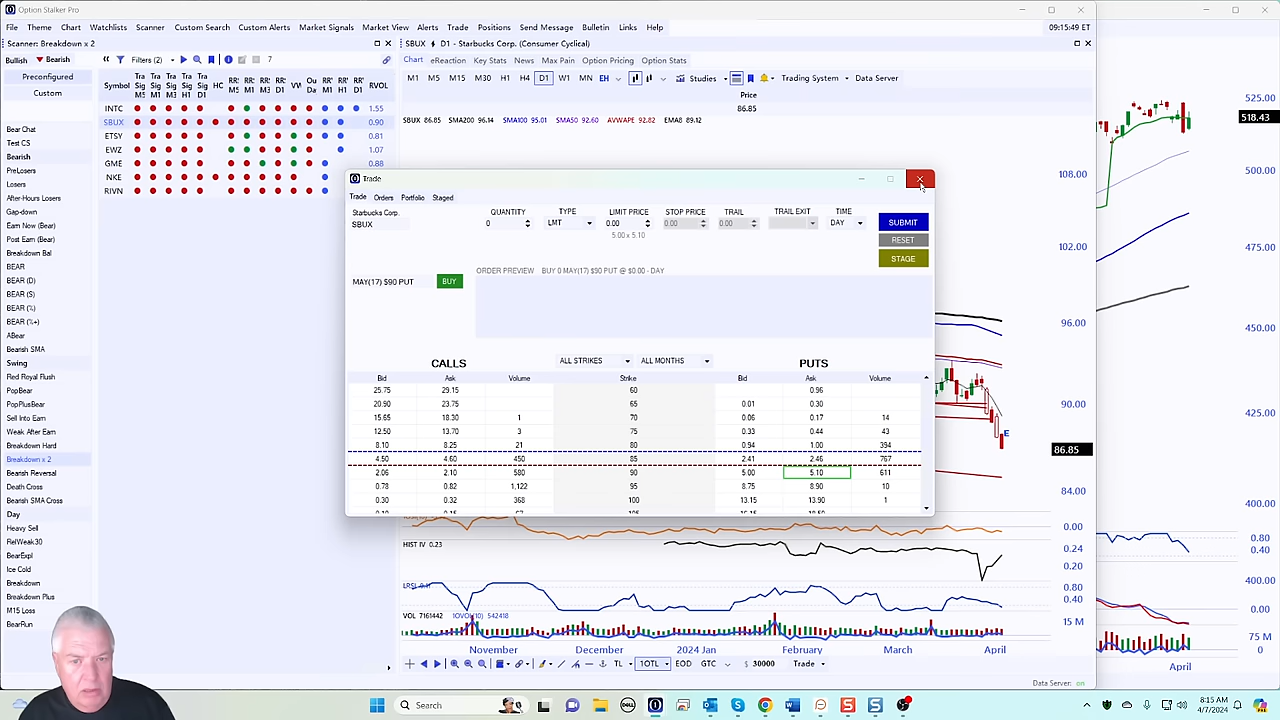 Option Stalker Pro
File Theme Chart Watchlists Scanner Custom Search Custom Alerts Market Signals Market View Alerts Trade Positions Send Message Bulletin Links Help
09:15:49 ET
Scanner: Breakdown x 2
SBUX D1 - Starbucks Corp. (Consumer Cyclical)
Bullish Bearish Filters (2) 7
Chart eReaction Key Stats News Max Pain Option Pricing Option Stats
Preconfigured
Custom
M1 M5 M15 M30 H1 H4 D1 W1 MN EH Studies Trading System Data Server
Symbol RVOL
Price
86.85
SBUX 86.85 SMA100 95.01 SMA50 92.60 AVWAPE 92.82 EMA8 89.12
INTC 1.55
SBUX 0.90
ETSY 0.81
EWZ 1.07
GME 0.88
NKE
RIVN
Bear Chat
Test CS
Bearish
PreLosers
Losers
After-Hours Losers
Gap-down
Earn Now (Bear)
Post Earn (Bear)
Breakdown Bal
BEAR
BEAR (D)
BEAR (S)
BEAR (%)
BEAR (%+)
ABear
Bearish SMA
Swing
Red Royal Flush
PopBear
PopPlusBear
Sell Into Earn
Weak After Earn
Breakdown Hard
Breakdown x 2
Bearish Reversal
Death Cross
Bearish SMA Cross
Day
Heavy Sell
RelWeak30
BearExpl
Ice Cold
Breakdown
Breakdown Plus
M15 Loss
BearRun
Trade
Trade Orders Portfolio Staged
Starbucks Corp.
SBUX
QUANTITY TYPE LIMIT PRICE STOP PRICE TRAIL TRAIL EXIT TIME
0 LMT 0.00 0.00 0.00 DAY
5.00 x 5.10
SUBMIT
RESET
STAGE
ORDER PREVIEW BUY 0 MAY(17) $90 PUT @ $0.00 - DAY
MAY(17) $90 PUT BUY
CALLS ALL STRIKES ALL MONTHS PUTS
Bid Ask Volume Strike Bid Ask Volume
25.75 29.15 60 0.96
20.90 23.75 65 0.01 0.30
15.65 18.30 1 70 0.06 0.17 14
12.50 13.70 3 75 0.33 0.44 43
8.10 8.25 21 80 0.94 1.00 394
4.50 4.60 450 85 2.41 2.46 767
2.06 2.10 580 90 5.00 5.10 611
0.78 0.82 1,122 95 8.75 8.90 10
0.30 0.32 368 100 13.15 13.90 1
108.00
102.00
96.00
90.00
86.85
84.00
E
0.00
HIST IV 0.23
0.24
0.20
0.80
0.40
VOL 7161442
15 M
0
November December 2024 Jan February March April
TL 1OTL EOD GTC $ 30000 Trade
Data Server: on
525.00
518.43
500.00
475.00
450.00
425.00
400.00
0.80
0.40
400.00
0.00
75 M
0
April
Search
8:15 AM
4/7/2024